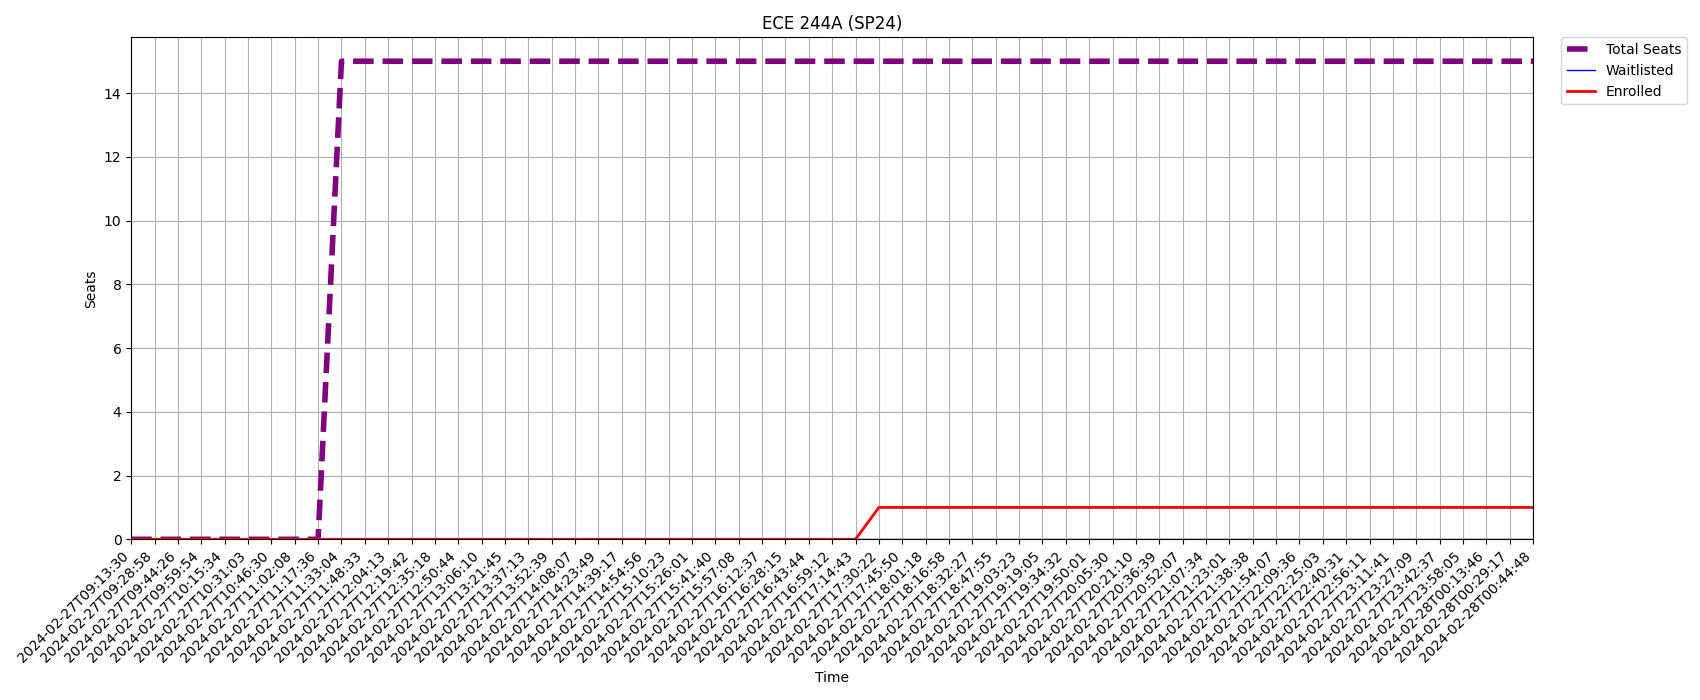 ECE 244A (SP24)
Total Seats
Waitlisted
Enrolled
14
12
10
8
6
4
2
0
Seats
2024-02-27T09:13:30
2024-02-27T09:28:58
2024-02-27T09:44:26
2024-02-27T09:59:54
2024-02-27T10:15:34
2024-02-27T10:31:03
2024-02-27T10:46:30
2024-02-27T11:02:08
2024-02-27T11:17:36
2024-02-27T11:33:04
2024-02-27T11:48:33
2024-02-27T12:04:13
2024-02-27T12:19:42
2024-02-27T12:35:18
2024-02-27T12:50:44
2024-02-27T13:06:10
2024-02-27T13:21:45
2024-02-27T13:37:13
2024-02-27T13:52:39
2024-02-27T14:08:07
2024-02-27T14:23:49
2024-02-27T14:39:17
2024-02-27T14:54:56
2024-02-27T15:10:23
2024-02-27T15:26:01
2024-02-27T15:41:40
2024-02-27T15:57:08
2024-02-27T16:12:37
2024-02-27T16:28:15
2024-02-27T16:43:44
2024-02-27T16:59:12
2024-02-27T17:14:43
2024-02-27T17:30:22
2024-02-27T17:45:50
2024-02-27T18:01:18
2024-02-27T18:16:58
2024-02-27T18:32:27
2024-02-27T18:47:55
2024-02-27T19:03:23
2024-02-27T19:19:05
2024-02-27T19:34:32
2024-02-27T19:50:01
2024-02-27T20:05:30
2024-02-27T20:21:10
2024-02-27T20:36:39
2024-02-27T20:52:07
2024-02-27T21:07:34
2024-02-27T21:23:01
2024-02-27T21:38:38
2024-02-27T21:54:07
2024-02-27T22:09:36
2024-02-27T22:25:03
2024-02-27T22:40:31
2024-02-27T22:56:11
2024-02-27T23:11:41
2024-02-27T23:27:09
2024-02-27T23:42:37
2024-02-27T23:58:05
2024-02-28T00:13:46
2024-02-28T00:29:17
2024-02-28T00:44:48
Time